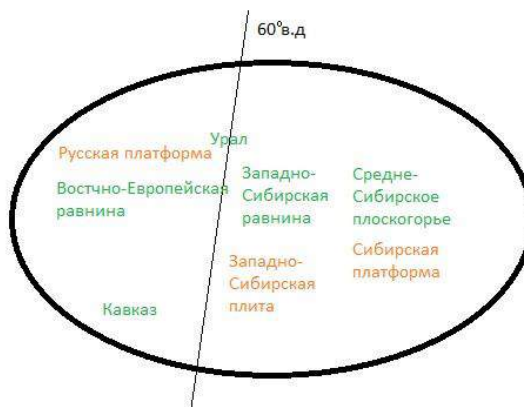 60°в.д
Урал
Русская платформа
Востчно-Европейская
равнина
Западно-
Сибирская
равнина
Средне-
Сибирское
плоскогорье
Западно-
Сибирская
плита
Сибирская
платформа
Кавказ